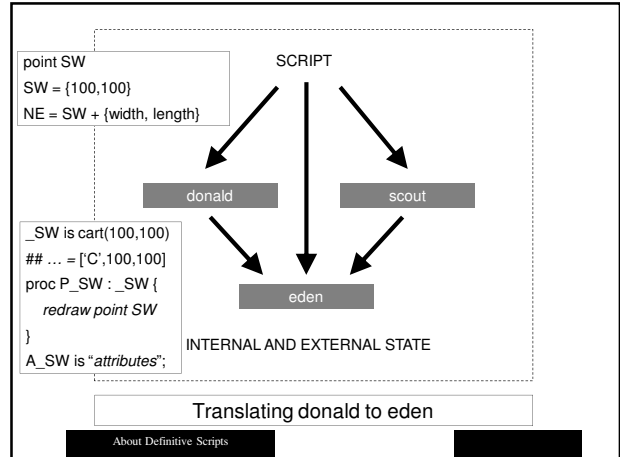 point SW
SW = {100,100}
NE = SW + {width, length}
SCRIPT
donald
scout
_SW is cart(100,100)
## … = [‘C’,100,100]
proc P_SW : _SW {
redraw point SW
}
A_SW is “attributes”;
eden
INTERNAL AND EXTERNAL STATE
Translating donald to eden
About Definitive Scripts